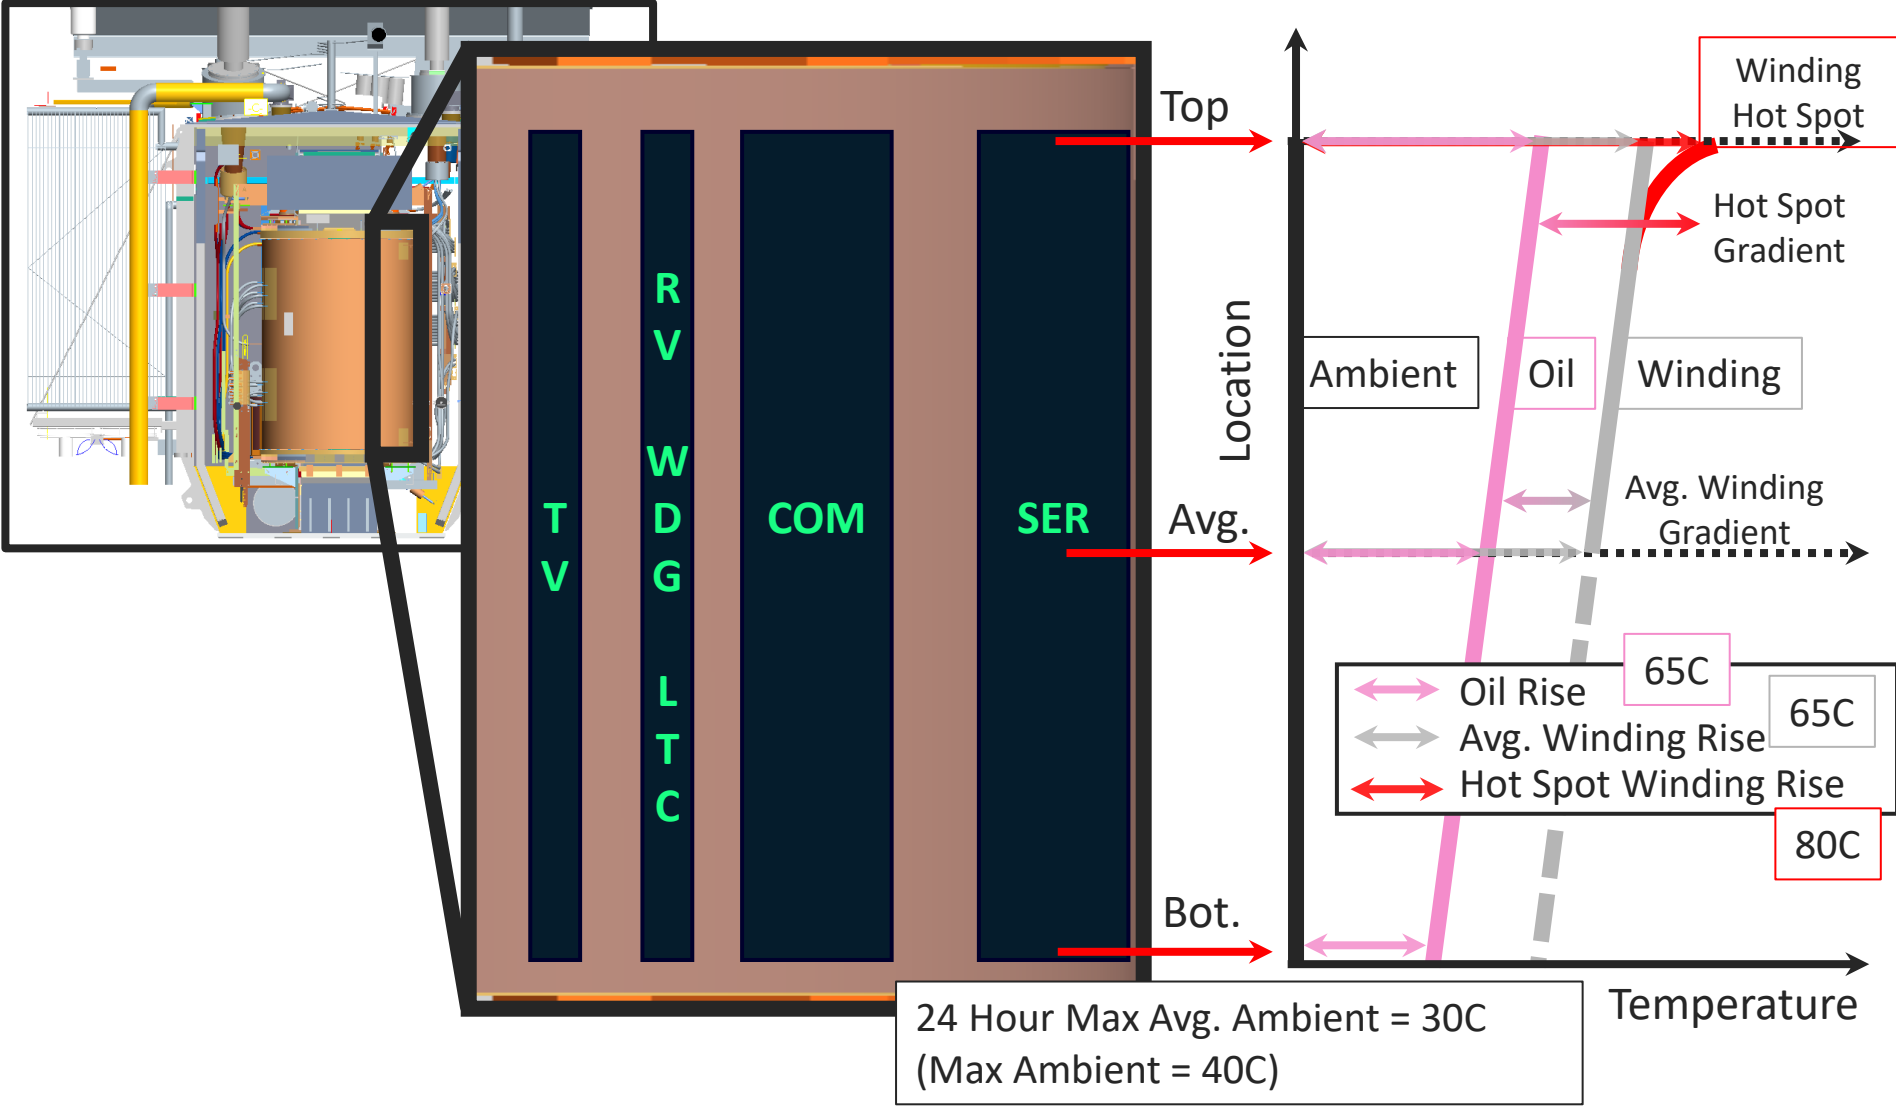 Top
Avg.
Bot.
T
V
R
V
W
D
G
L
T
C
COM
SER
Location
Temperature
Winding
Hot Spot
Hot Spot
Gradient
Ambient
Oil
Winding
Avg. Winding
Gradient
65C
Oil Rise
65C
Avg. Winding Rise
Hot Spot Winding Rise
80C
24 Hour Max Avg. Ambient = 30C
(Max Ambient = 40C)